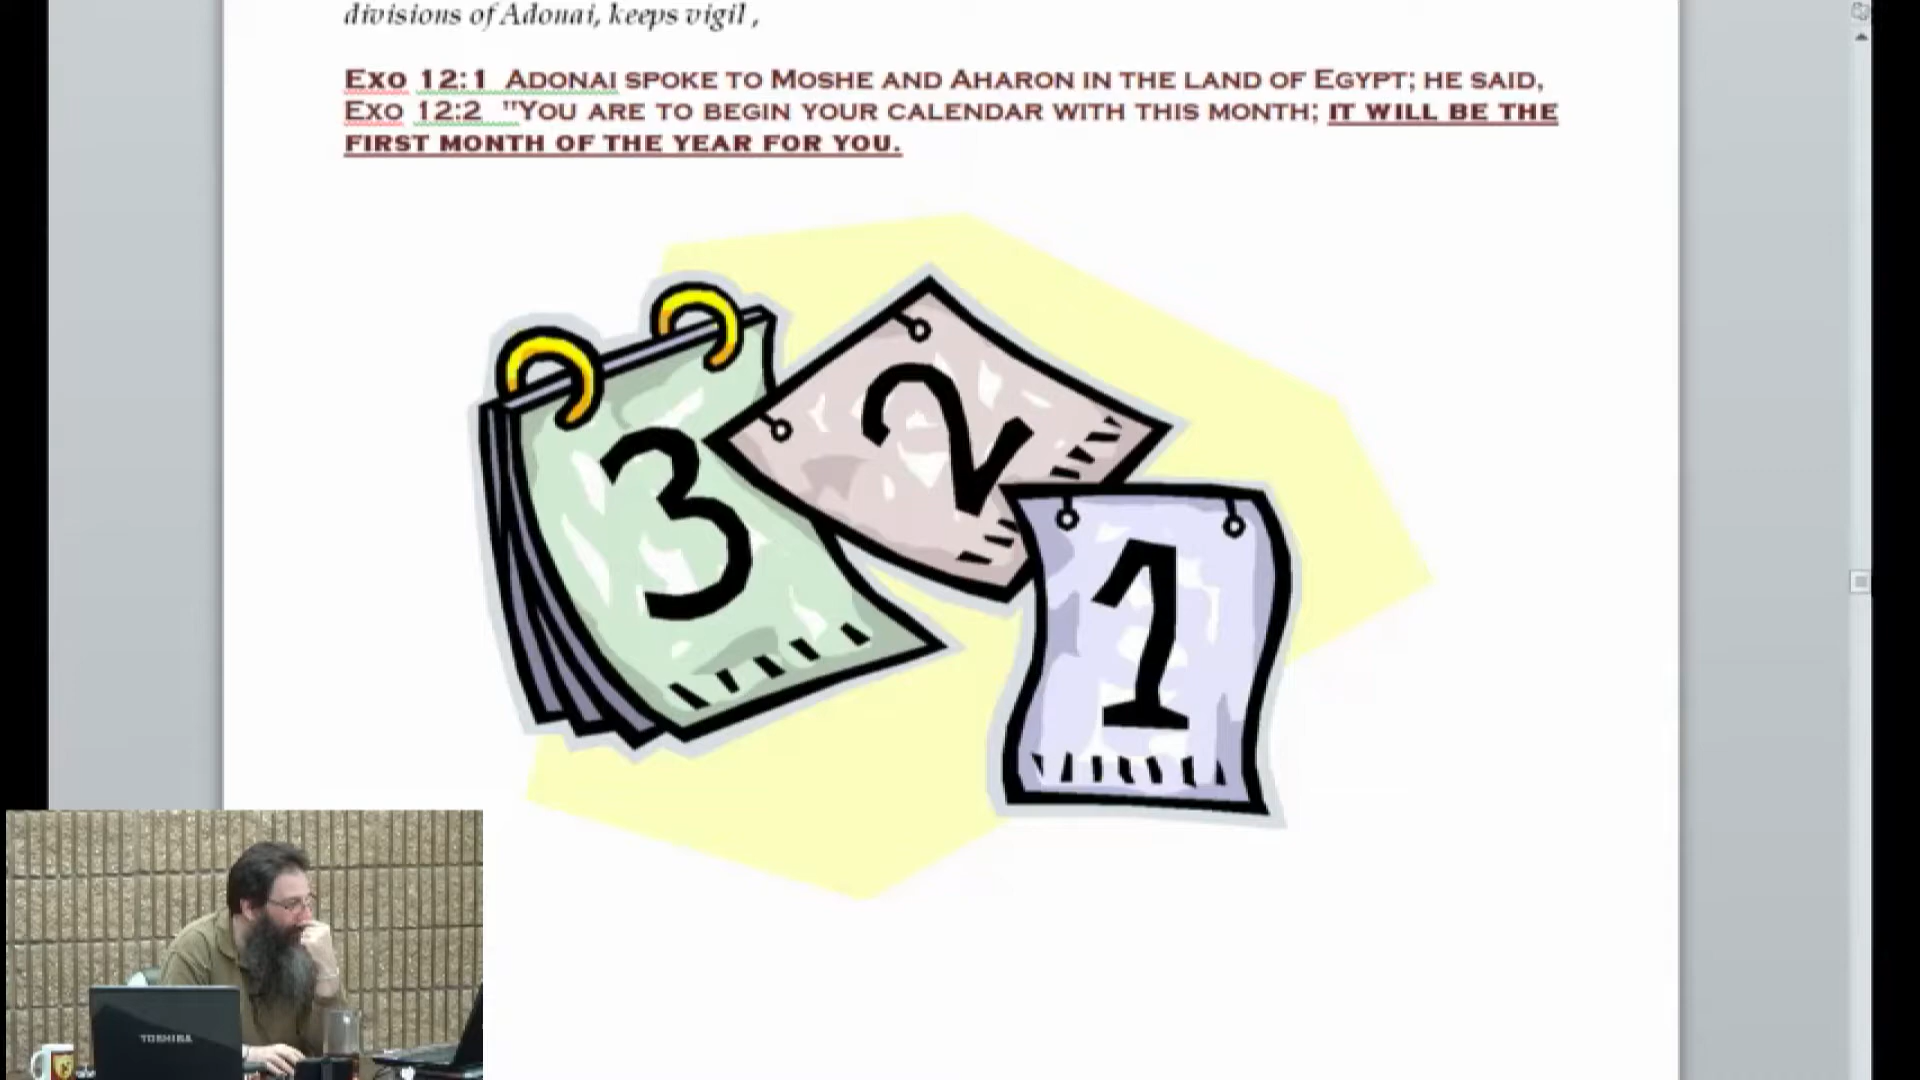 divisions of Adonai, keeps vigil ,
Exo 12:1 Adonai spoke to Moshe and Aharon in the land of Egypt; he said,
Exo 12:2 "You are to begin your calendar with this month; it will be the
first month of the year for you.
3
2
1
TOSHIBA